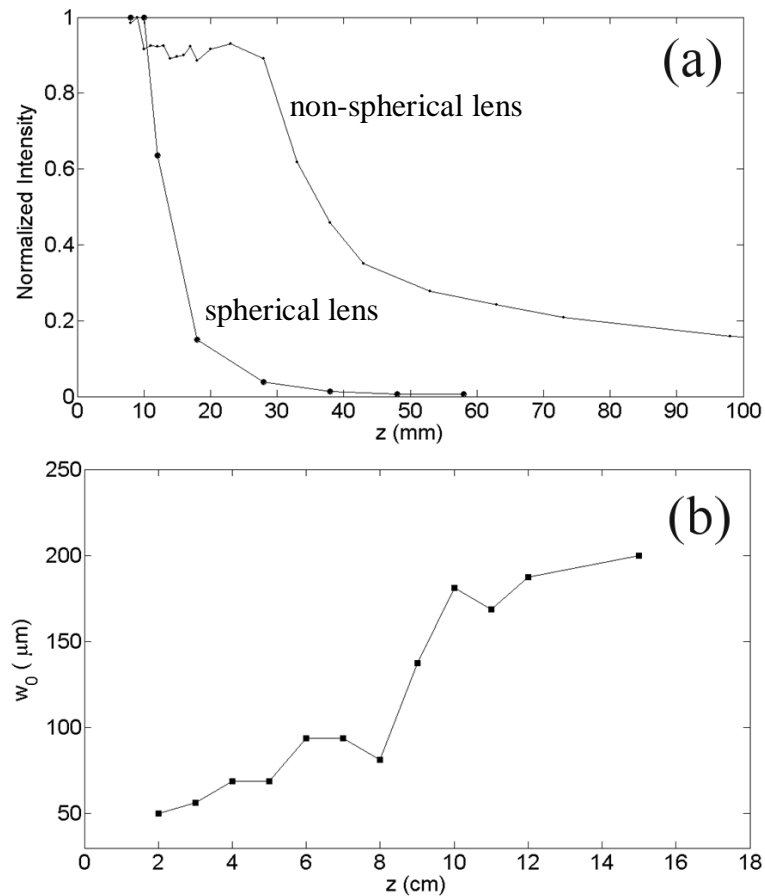 (a)
Normalized Intensity
1
0.8
0.6
0.4
0.2
0
non-spherical lens
spherical lens
0 10 20 30 40 50 60 70 80 90 100
z (mm)
(b)
w0 ( μm)
250
200
150
100
50
0 2 4 6 8 10 12 14 16 18
z (cm)